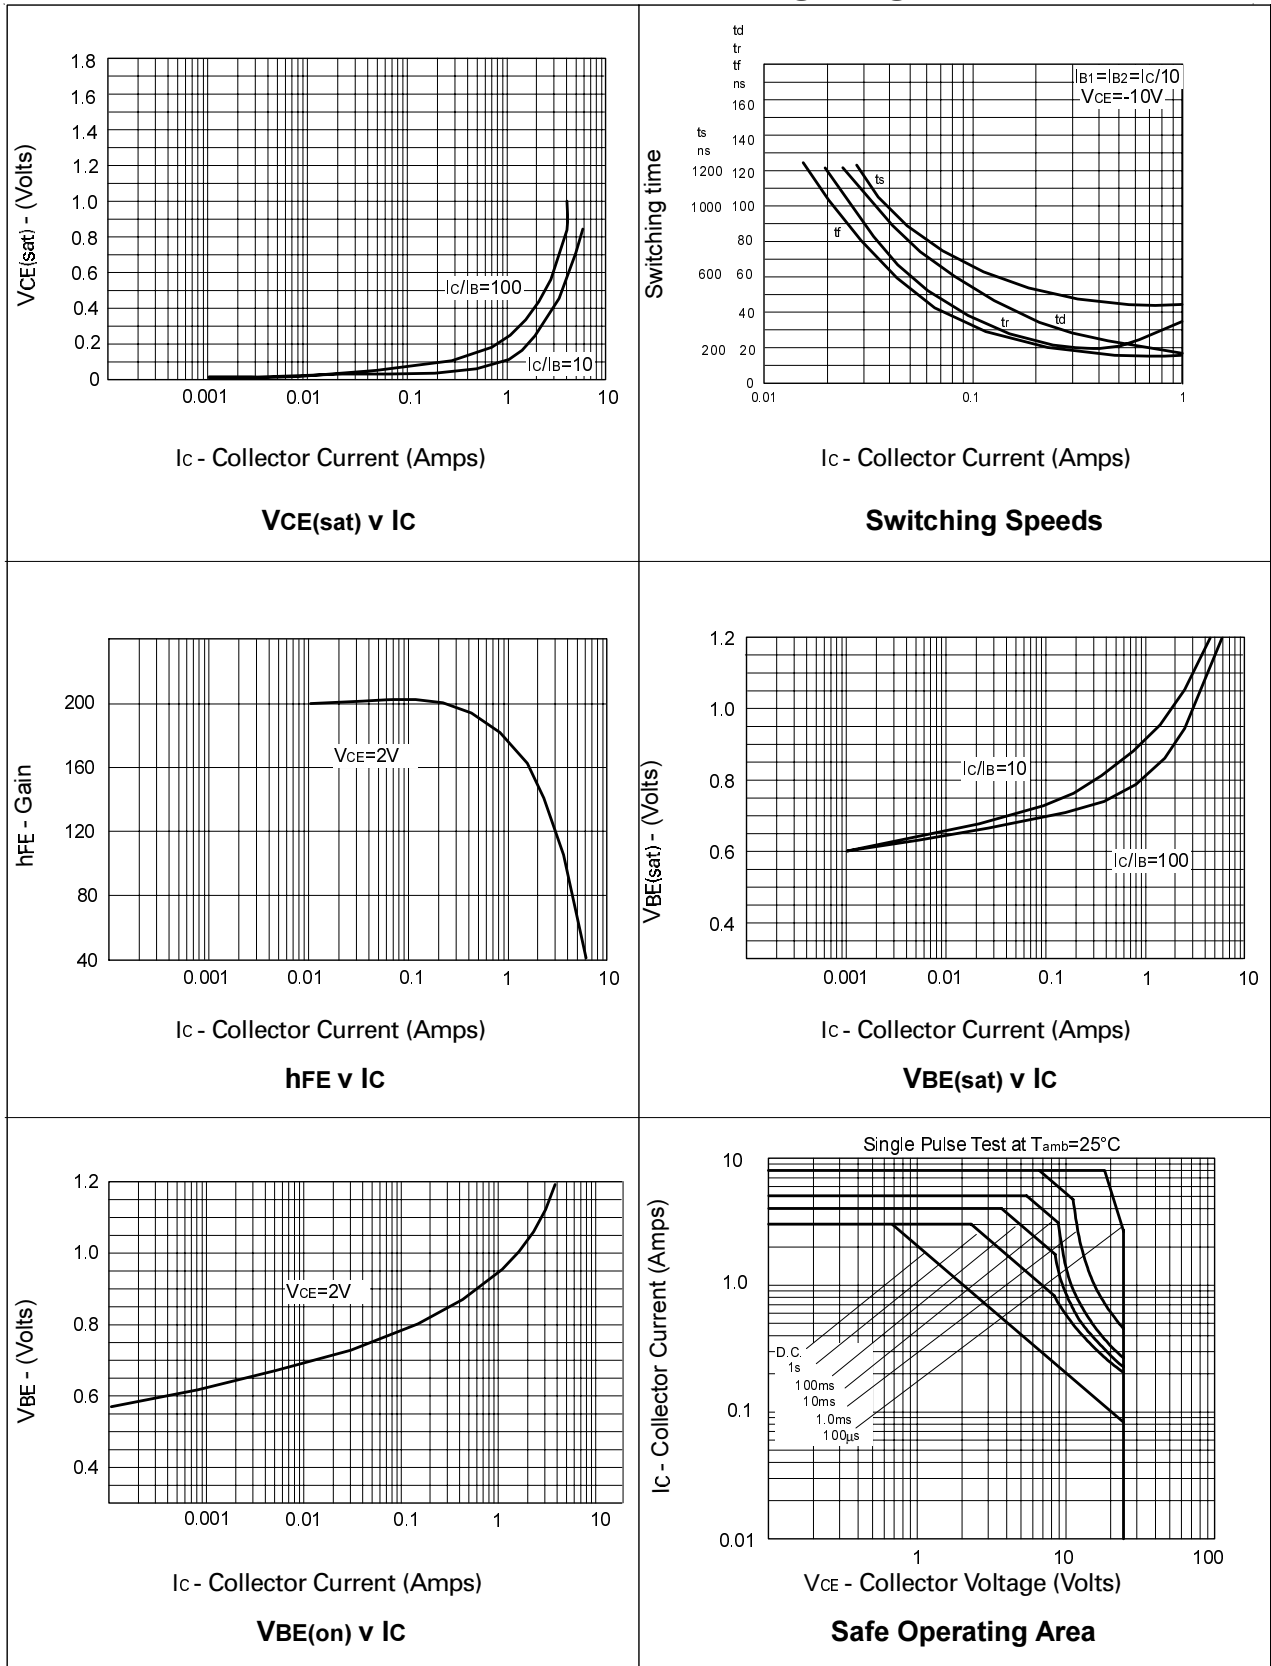 1.8
1.6
1.4
1.2
1.0
0.8
0.6
0.4
0.2
0
VCE(sat) - (Volts)
IC/IB=100
IC/IB=10
0.001 0.01 0.1 1 10
IC - Collector Current (Amps)
VCE(sat) v IC
td
tr
tf
ns
160
140
120
100
80
60
40
20
0
ts
ns
1200
1000
600
200
Switching time
IB1=IB2=IC/10
VCE=-10V
ts
tf
tr
td
0.01 0.1 1
IC - Collector Current (Amps)
Switching Speeds
200
160
120
80
40
hFE - Gain
VCE=2V
0.001 0.01 0.1 1 10
IC - Collector Current (Amps)
hFE v IC
1.2
1.0
0.8
0.6
0.4
VBE(sat) - (Volts)
IC/IB=10
IC/IB=100
0.001 0.01 0.1 1 10
IC - Collector Current (Amps)
VBE(sat) v IC
1.2
1.0
0.8
0.6
0.4
VBE - (Volts)
VCE=2V
0.001 0.01 0.1 1 10
IC - Collector Current (Amps)
VBE(on) v IC
Single Pulse Test at Tamb=25°C
10
1.0
0.1
0.01
IC - Collector Current (Amps)
D.C.
1s
100ms
10ms
1.0ms
100µs
1 10 100
VCE - Collector Voltage (Volts)
Safe Operating Area